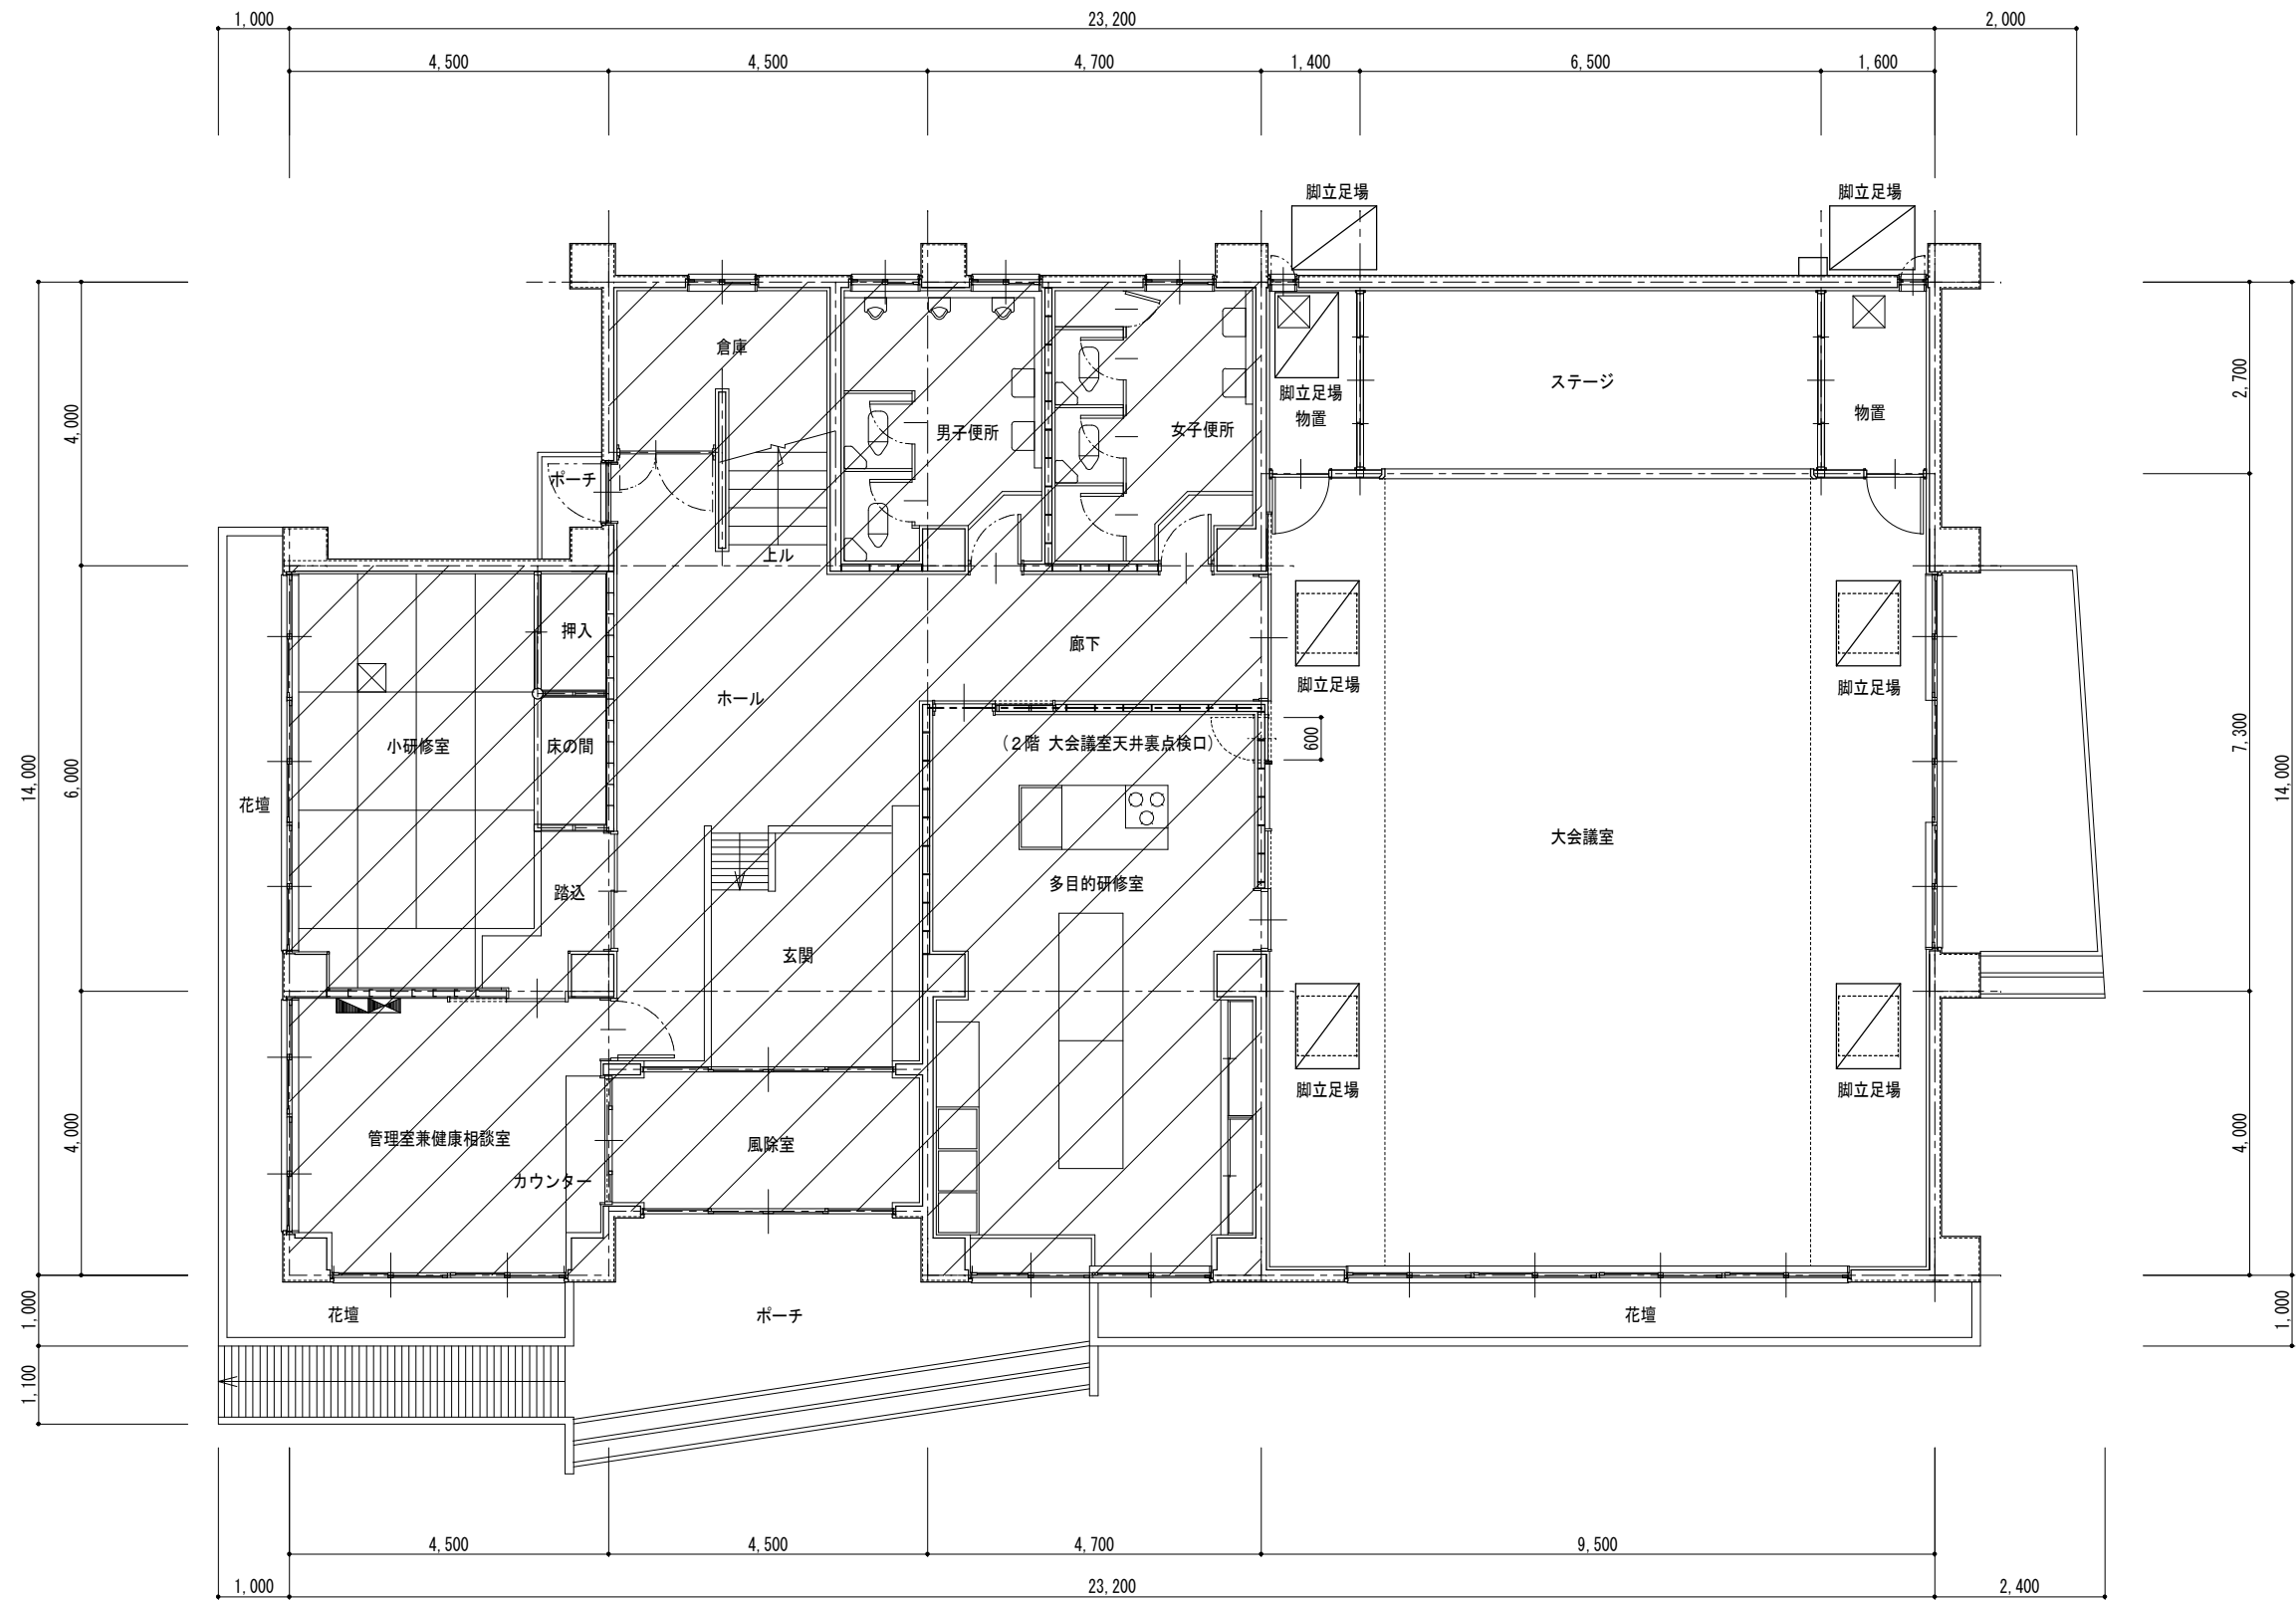 1,000
23,200
2,000
4,500
4,500
4,700
1,400
6,500
1,600
脚立足場
脚立足場
倉庫
男子便所
女子便所
脚立足場
物置
ステージ
物置
ポーチ
上ル
押入
廊下
ホール
脚立足場
脚立足場
小研修室
床の間
(2階 大会議室天井裏点検口)
600
花壇
大会議室
多目的研修室
踏込
玄関
脚立足場
脚立足場
管理室兼健康相談室
風除室
カウンター
花壇
ポーチ
花壇
14,000
4,000
6,000
4,000
1,000
1,100
2,700
7,300
4,000
14,000
1,000
4,500
4,500
4,700
9,500
1,000
23,200
2,400